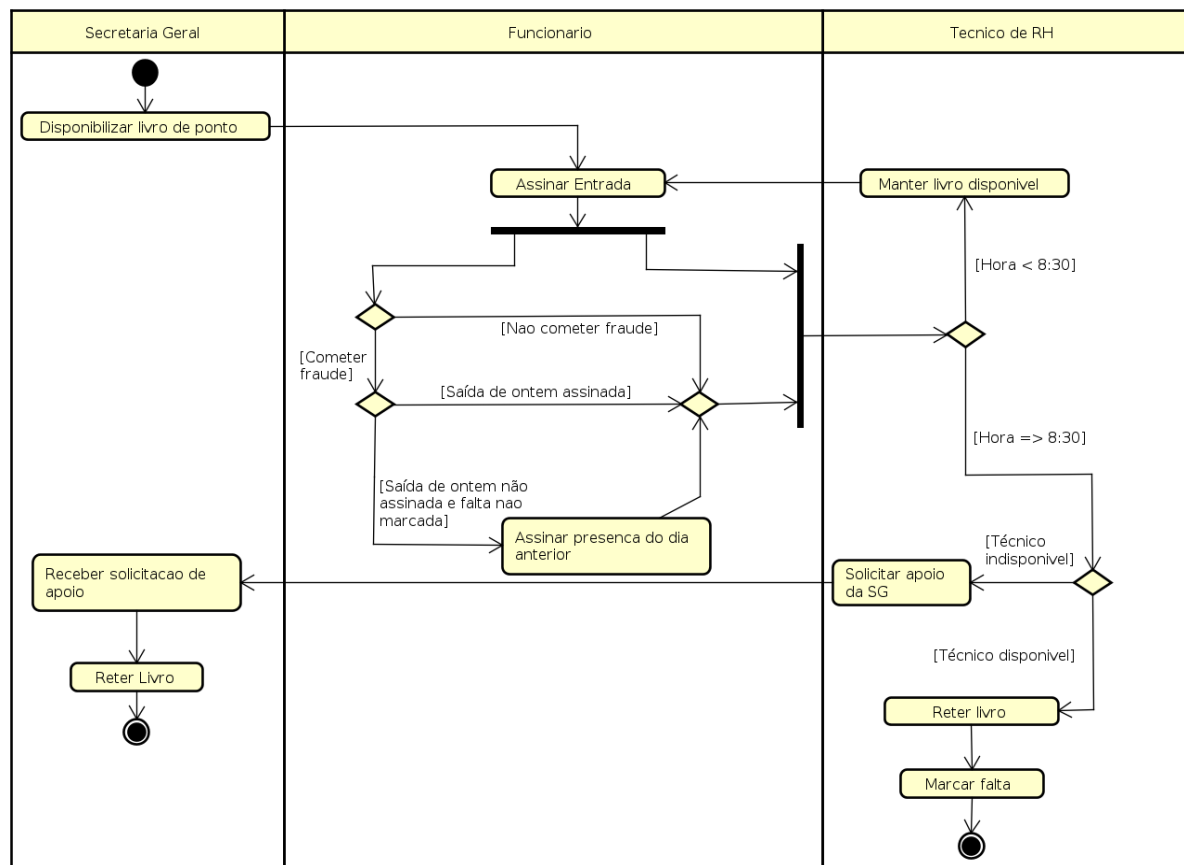 Secretaria Geral
Funcionario
Tecnico de RH
Disponibilizar livro de ponto
Assinar Entrada
Manter livro disponivel
[Hora < 8:30]
[Nao cometer fraude]
[Cometer
fraude]
[Saída de ontem assinada]
[Hora => 8:30]
[Saída de ontem não
assinada e falta nao
marcada]
Assinar presenca do dia
anterior
[Técnico
indisponivel]
Receber solicitacao de
apoio
Solicitar apoio
da SG
[Técnico disponivel]
Reter Livro
Reter livro
Marcar falta